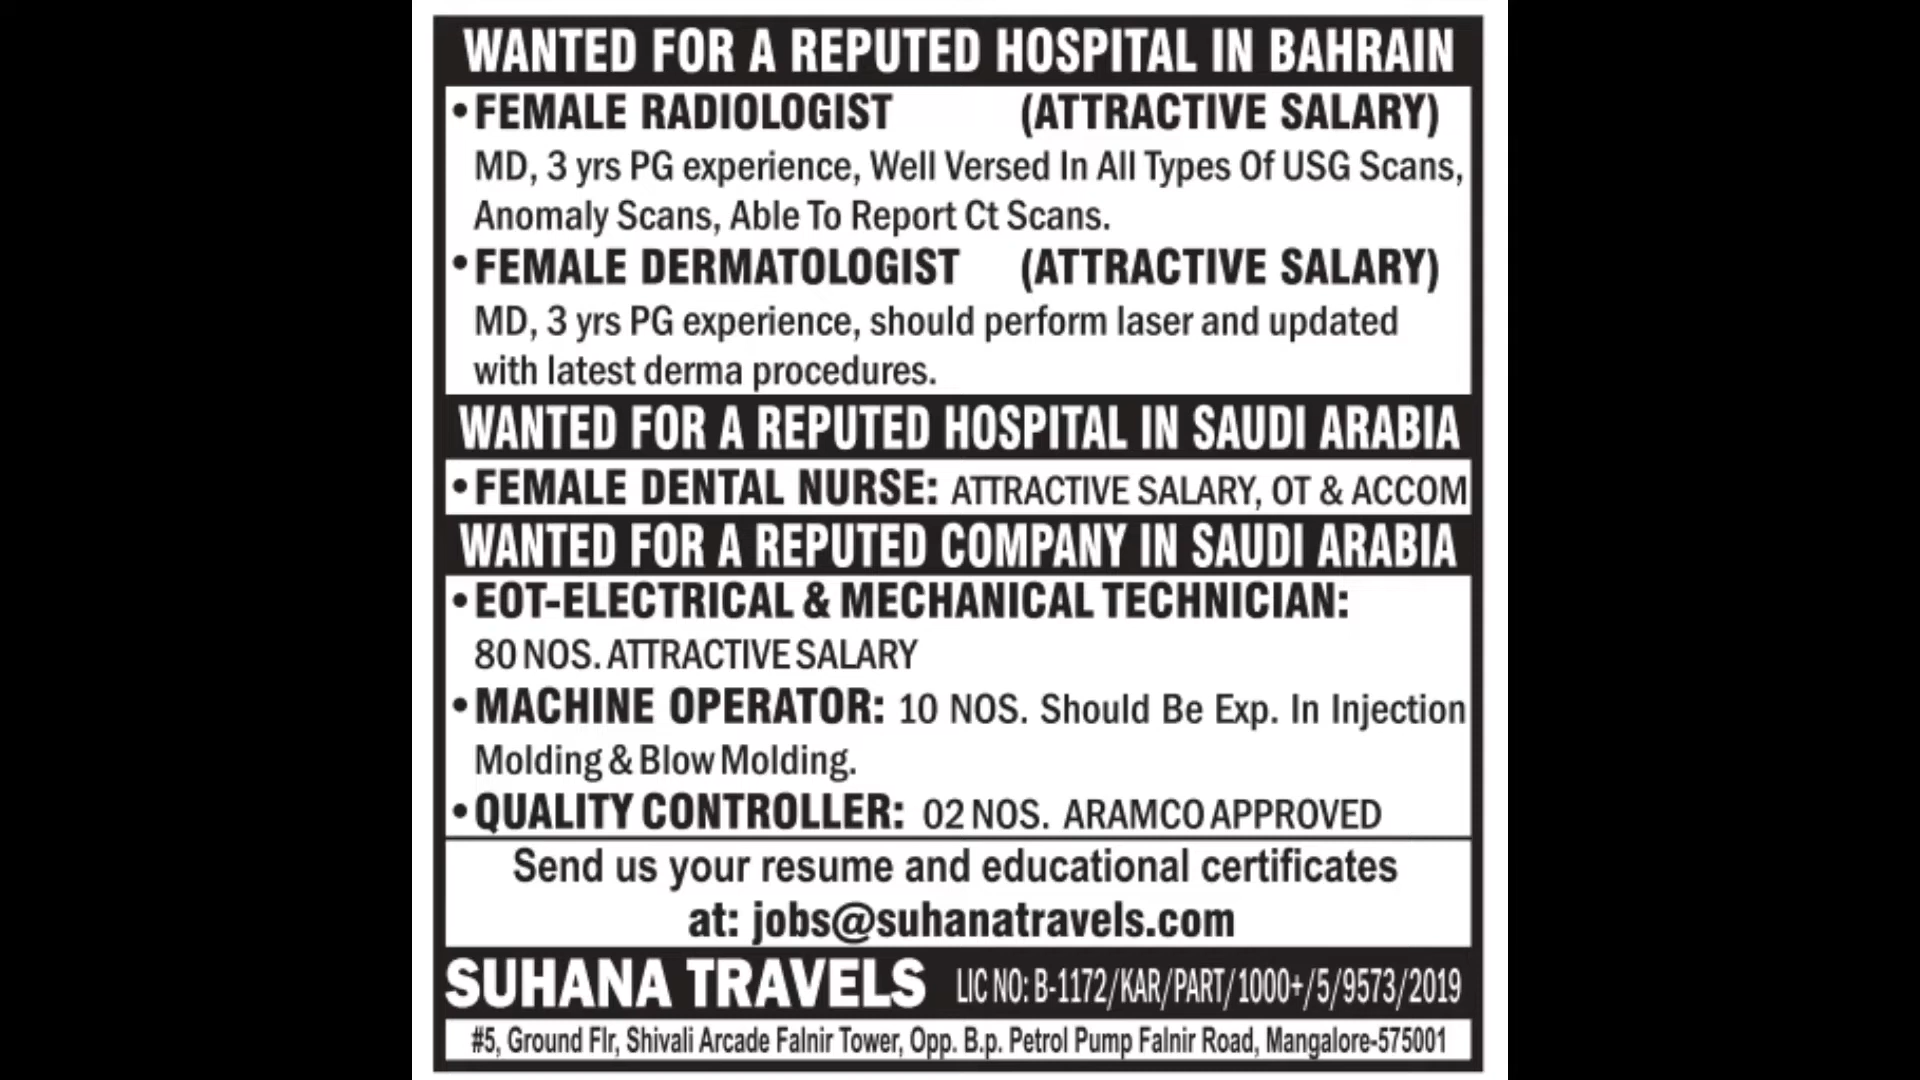 WANTED FOR A REPUTED HOSPITAL IN BAHRAIN
• FEMALE RADIOLOGIST (ATTRACTIVE SALARY)
MD, 3 yrs PG experience, Well Versed In All Types Of USG Scans,
Anomaly Scans, Able To Report Ct Scans.
• FEMALE DERMATOLOGIST (ATTRACTIVE SALARY)
MD, 3 yrs PG experience, should perform laser and updated
with latest derma procedures.
WANTED FOR A REPUTED HOSPITAL IN SAUDI ARABIA
• FEMALE DENTAL NURSE: ATTRACTIVE SALARY, OT & ACCOM
WANTED FOR A REPUTED COMPANY IN SAUDI ARABIA
• EOT-ELECTRICAL & MECHANICAL TECHNICIAN:
80 NOS. ATTRACTIVE SALARY
• MACHINE OPERATOR: 10 NOS. Should Be Exp. In Injection
Molding & Blow Molding.
• QUALITY CONTROLLER: 02 NOS. ARAMCO APPROVED
Send us your resume and educational certificates
at: jobs@suhanatravels.com
SUHANA TRAVELS LIC NO: B-1172/KAR/PART/1000+/5/9573/2019
#5, Ground Flr, Shivali Arcade Falnir Tower, Opp. B.p. Petrol Pump Falnir Road, Mangalore-575001